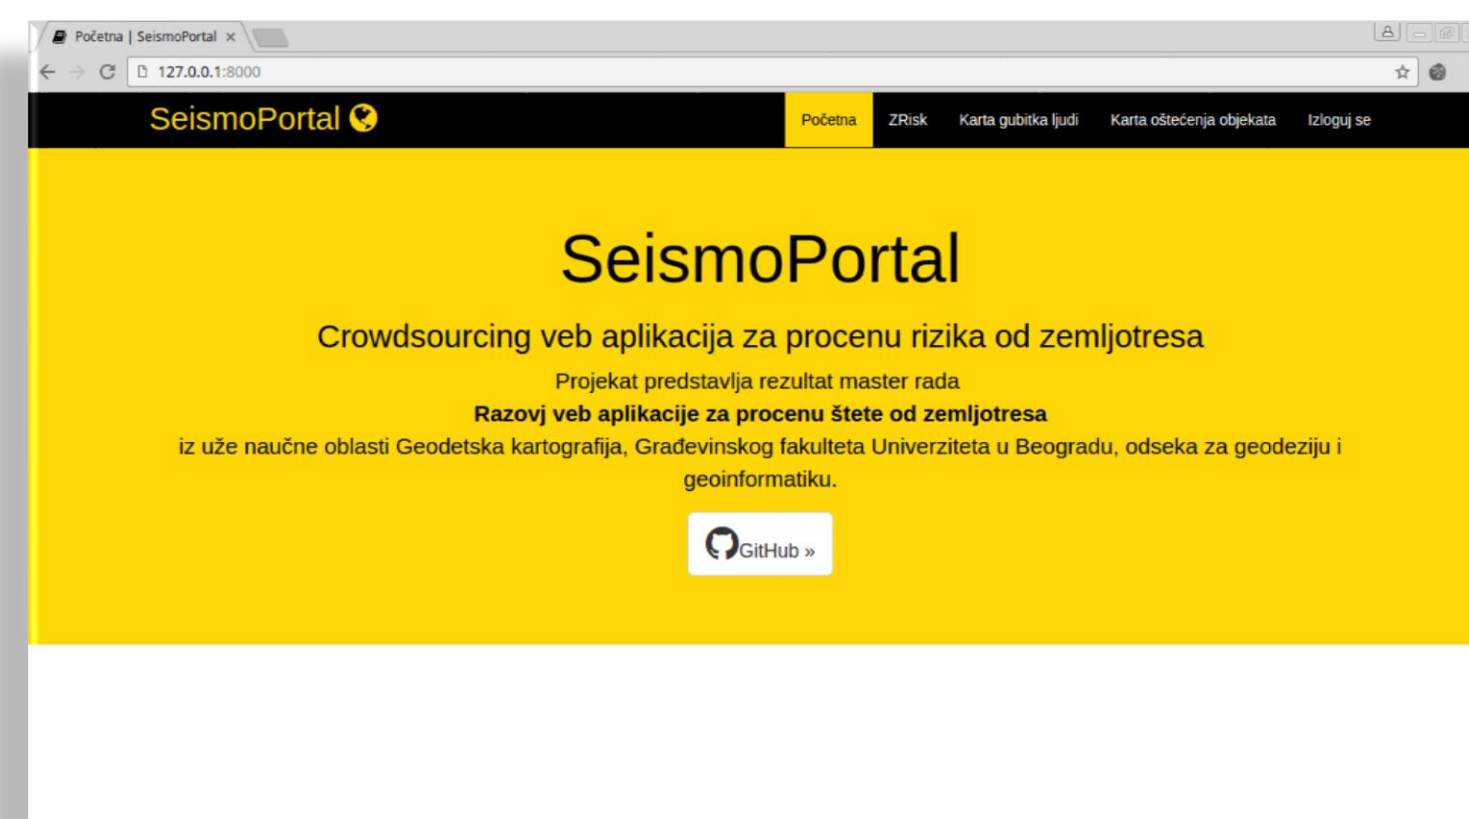 Početna | SeismoPortal ×
127.0.0.1:8000
SeismoPortal
Početna ZRisk Karta gubitka ljudi Karta oštećenja objekata Izloguj se
SeismoPortal
Crowdsourcing veb aplikacija za procenu rizika od zemljotresa
Projekat predstavlja rezultat master rada
Razovj veb aplikacije za procenu štete od zemljotresa
iz uže naučne oblasti Geodetska kartografija, Građevinskog fakulteta Univerziteta u Beogradu, odseka za geodeziju i
geoinformatiku.
GitHub »